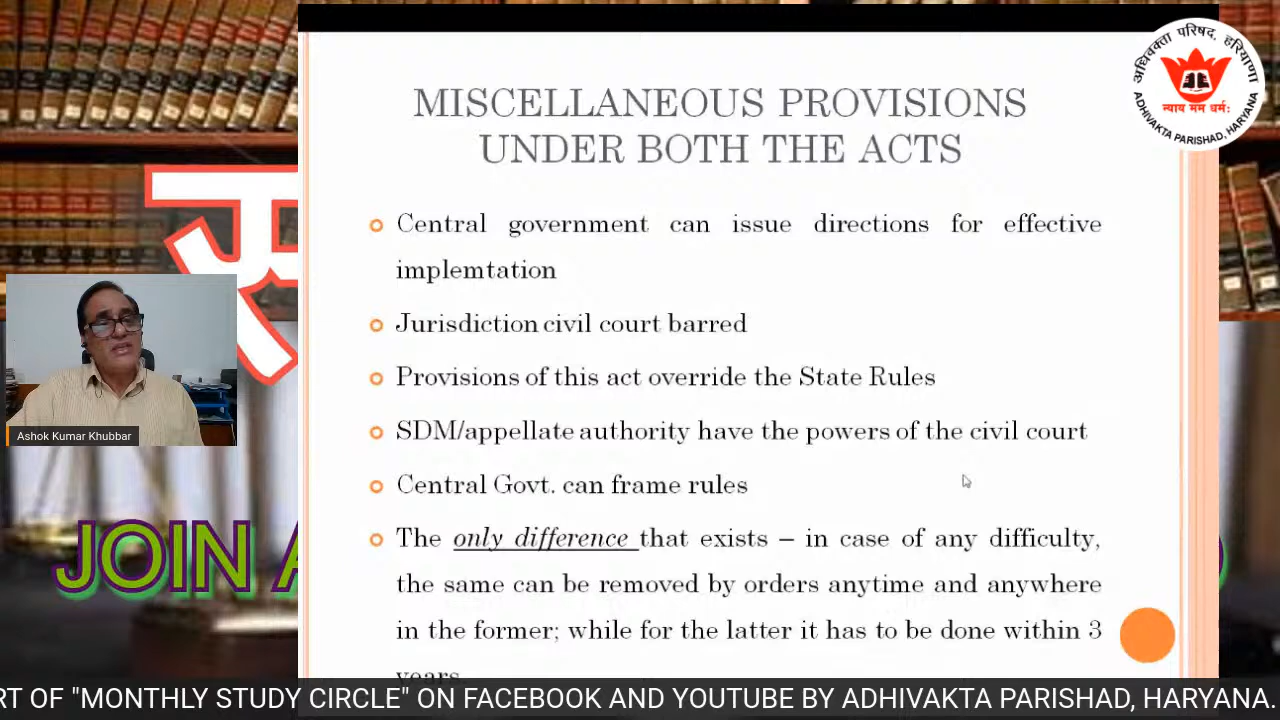 MISCELLANEOUS PROVISIONS
UNDER BOTH THE ACTS
Central government can issue directions for effective
implemtation
Jurisdiction civil court barred
Provisions of this act override the State Rules
SDM/appellate authority have the powers of the civil court
Central Govt. can frame rules
The only difference that exists – in case of any difficulty,
the same can be removed by orders anytime and anywhere
in the former; while for the latter it has to be done within 3
years.
अधिवक्ता परिषद, हरियाणा
न्याय मम धर्म:
ADHIVAKTA PARISHAD, HARYANA
Ashok Kumar Khubbar
JOIN A
RT OF "MONTHLY STUDY CIRCLE" ON FACEBOOK AND YOUTUBE BY ADHIVAKTA PARISHAD, HARYANA.